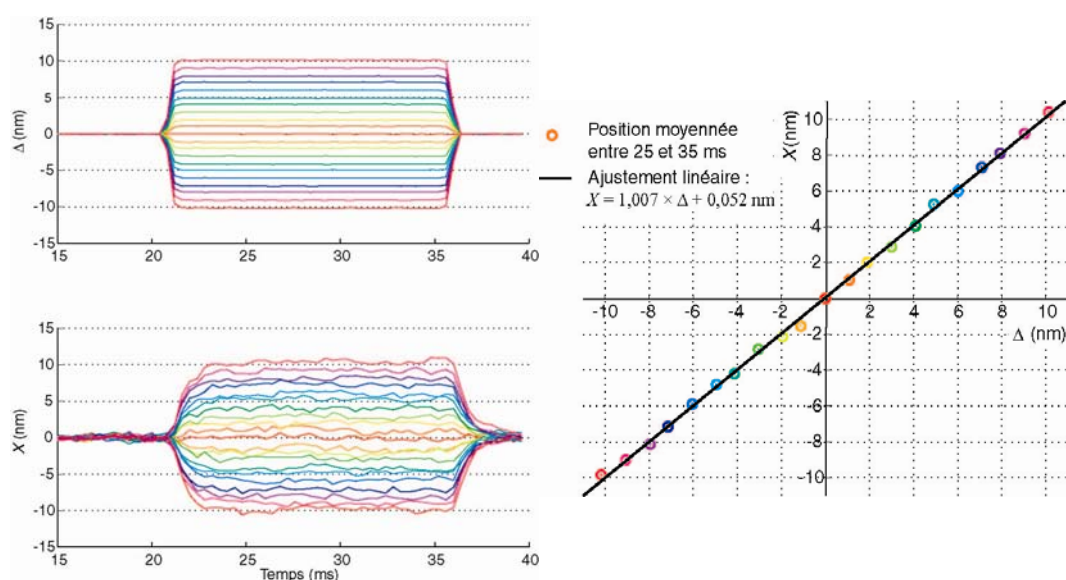 15
10
5
0
-5
-10
-15
Δ (nm)
15 20 25 30 35 40
15
10
5
0
-5
-10
-15
X (nm)
15 20 25 30 35 40
Temps (ms)
Position moyennée
entre 25 et 35 ms
Ajustement linéaire :
X = 1,007 × Δ + 0,052 nm
X (nm)
10
8
6
4
2
-10 -8 -6 -4 -2 2 4 6 8 10
Δ (nm)
-2
-4
-6
-8
-10